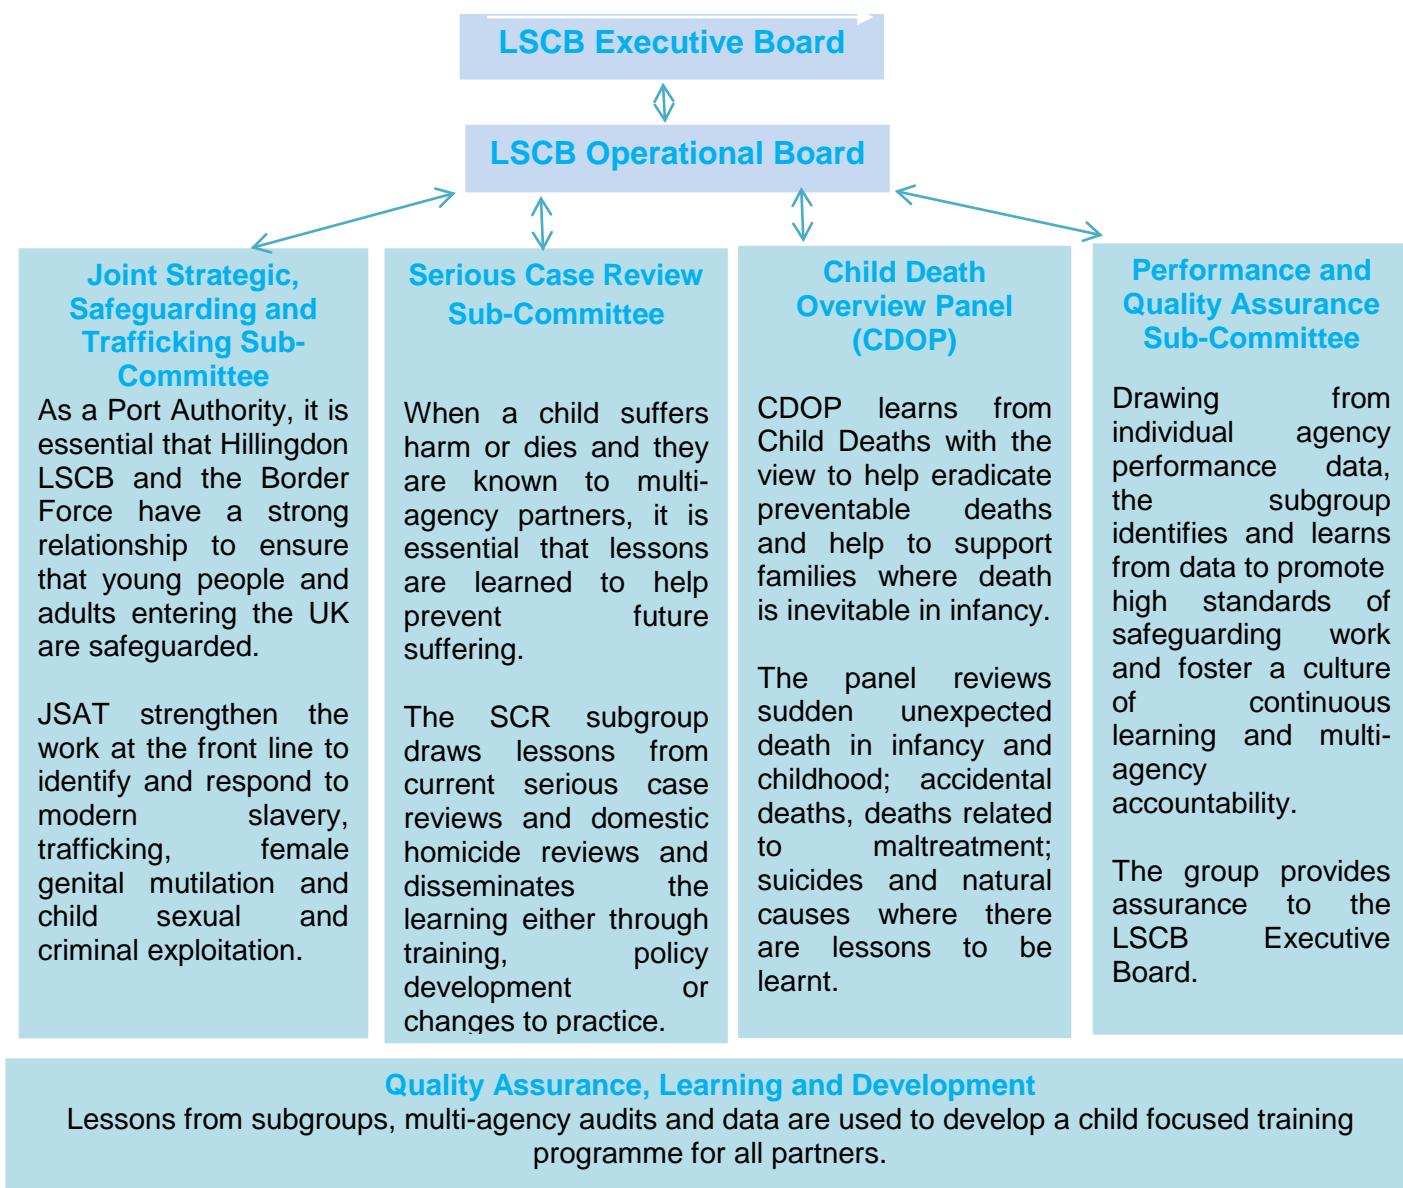 LSCB Executive Board
LSCB Operational Board
Joint Strategic,
Safeguarding and
Trafficking Sub-
Committee
As a Port Authority, it is
essential that Hillingdon
LSCB and the Border
Force have a strong
relationship to ensure
that young people and
adults entering the UK
are safeguarded.
JSAT strengthen the
work at the front line to
identify and respond to
modern slavery,
trafficking, female
genital mutilation and
child sexual and
criminal exploitation.
Serious Case Review
Sub-Committee
When a child suffers
harm or dies and they
are known to multi-
agency partners, it is
essential that lessons
are learned to help
prevent future
suffering.
The SCR subgroup
draws lessons from
current serious case
reviews and domestic
homicide reviews and
disseminates the
learning either through
training, policy
development or
changes to practice.
Child Death
Overview Panel
(CDOP)
CDOP learns from
Child Deaths with the
view to help eradicate
preventable deaths
and help to support
families where death
is inevitable in infancy.
The panel reviews
sudden unexpected
death in infancy and
childhood; accidental
deaths, deaths related
to maltreatment;
suicides and natural
causes where there
are lessons to be
learnt.
Performance and
Quality Assurance
Sub-Committee
Drawing from
individual agency
performance data,
the subgroup
identifies and learns
from data to promote
high standards of
safeguarding work
and foster a culture
of continuous
learning and multi-
agency
accountability.
The group provides
assurance to the
LSCB Executive
Board.
Quality Assurance, Learning and Development
Lessons from subgroups, multi-agency audits and data are used to develop a child focused training
programme for all partners.